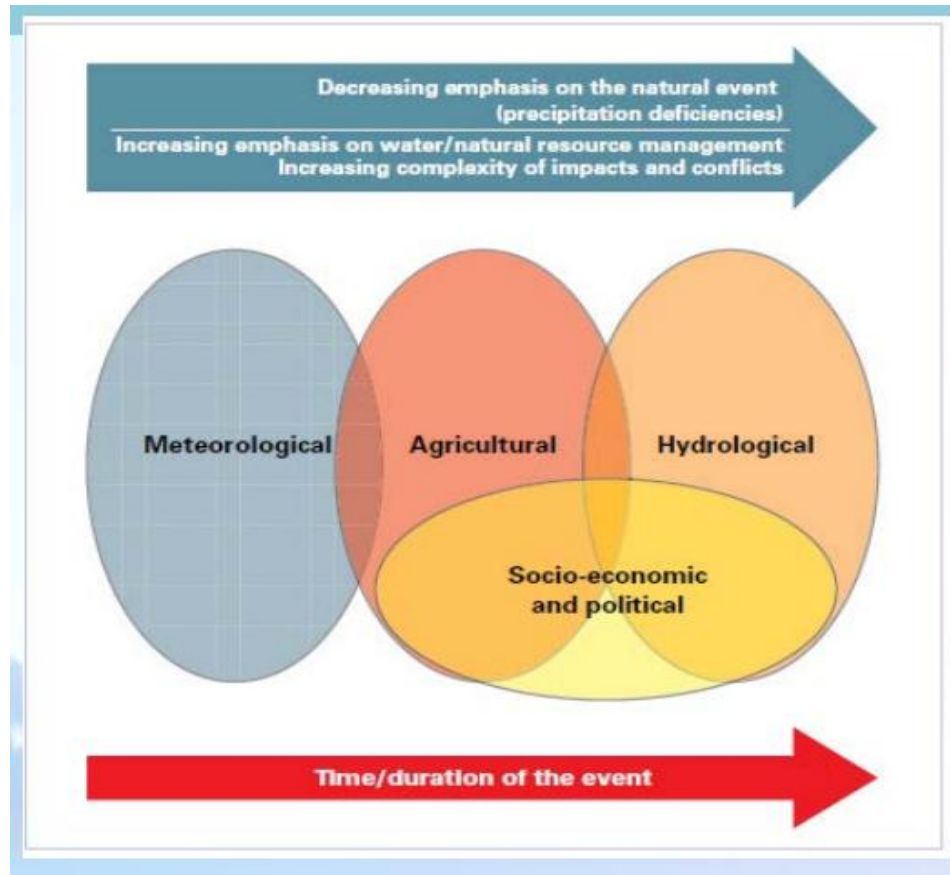 Decreasing emphasis on the natural event
(precipitation deficiencies)
Increasing emphasis on water/natural resource management
Increasing complexity of impacts and conflicts
Meteorological
Agricultural
Hydrological
Socio-economic
and political
Time/duration of the event